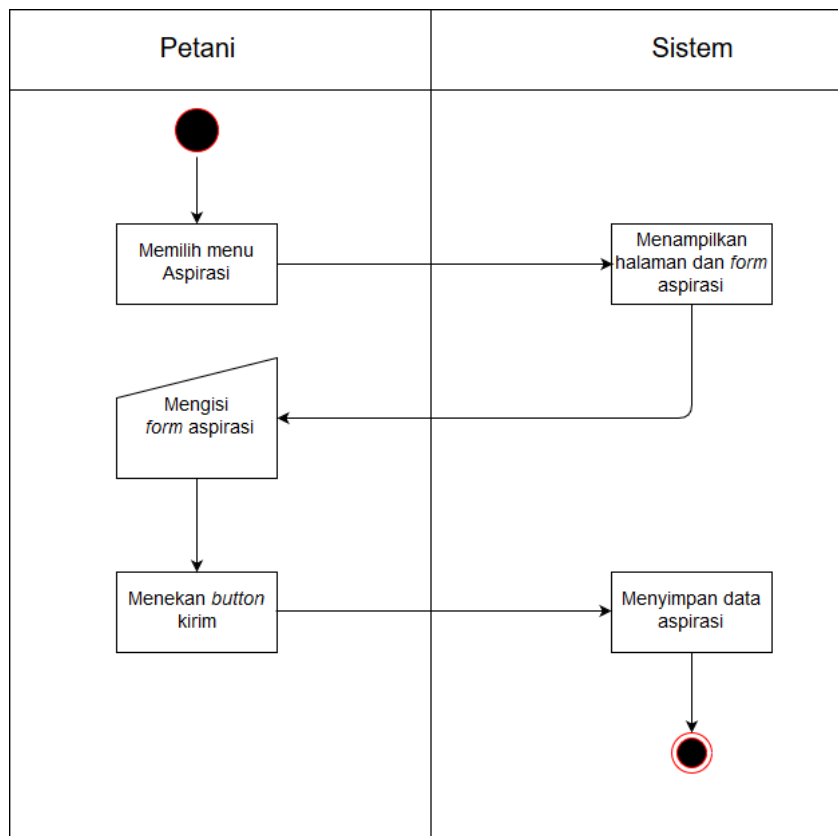 Petani
Sistem
Memilih menu
Aspirasi
Menampilkan
halaman dan form
aspirasi
Mengisi
form aspirasi
Menekan button
kirim
Menyimpan data
aspirasi